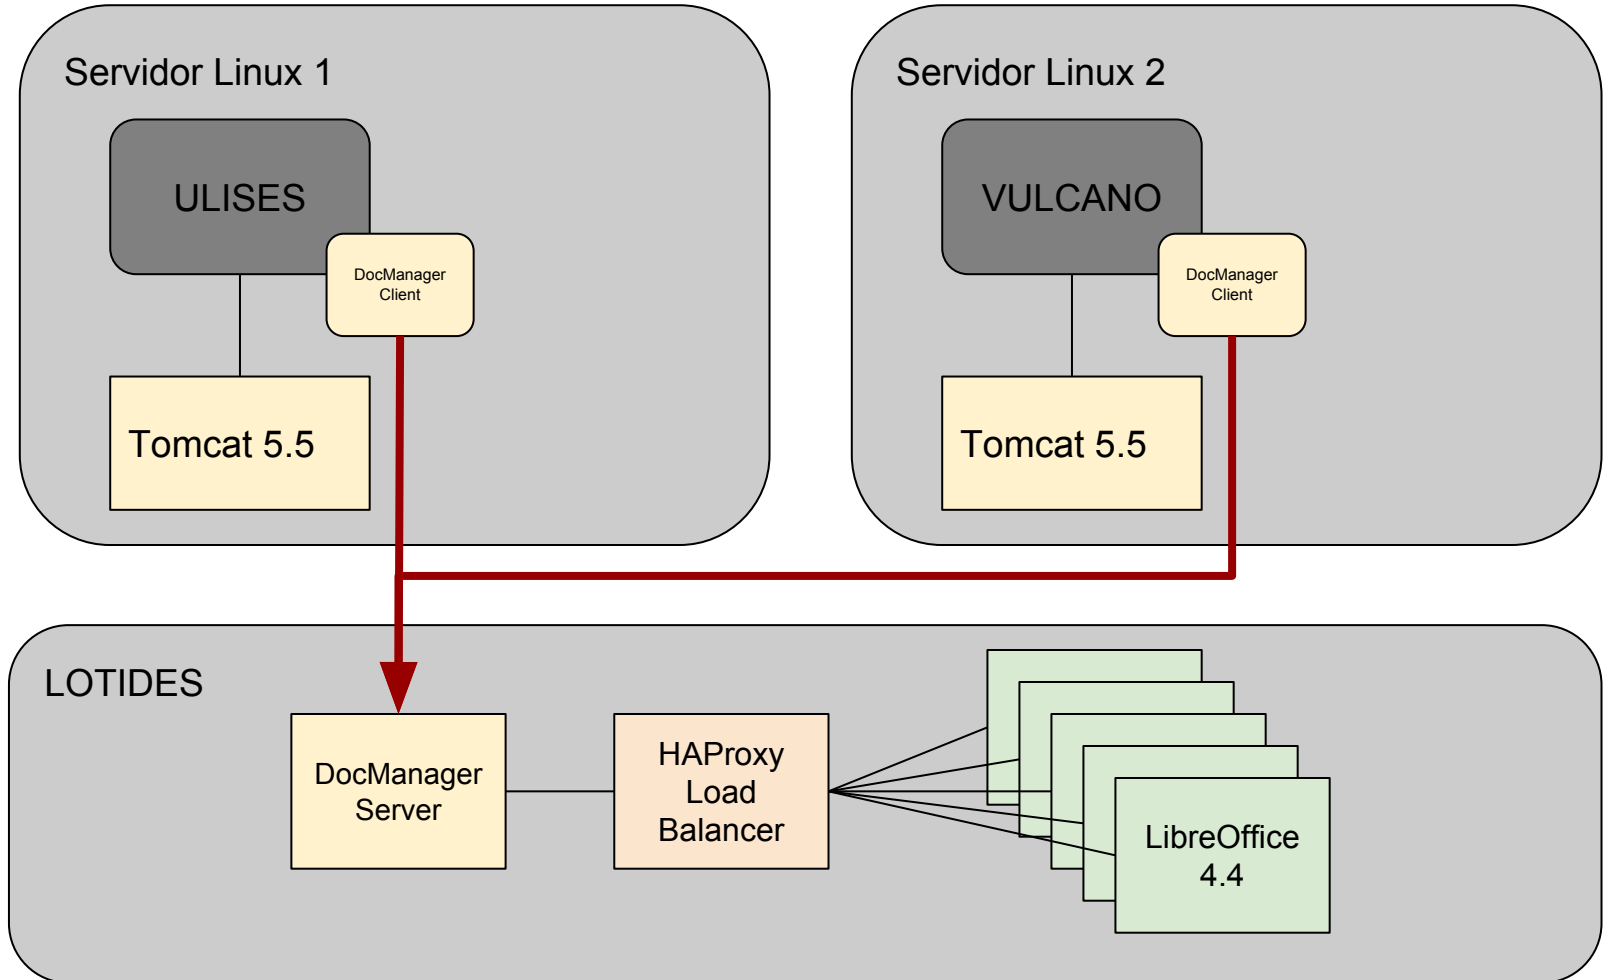 Servidor Linux 1
ULISES
DocManager
Client
Tomcat 5.5
Servidor Linux 2
VULCANO
DocManager
Client
Tomcat 5.5
LOTIDES
DocManager
Server
HAProxy
Load
Balancer
LibreOffice
4.4